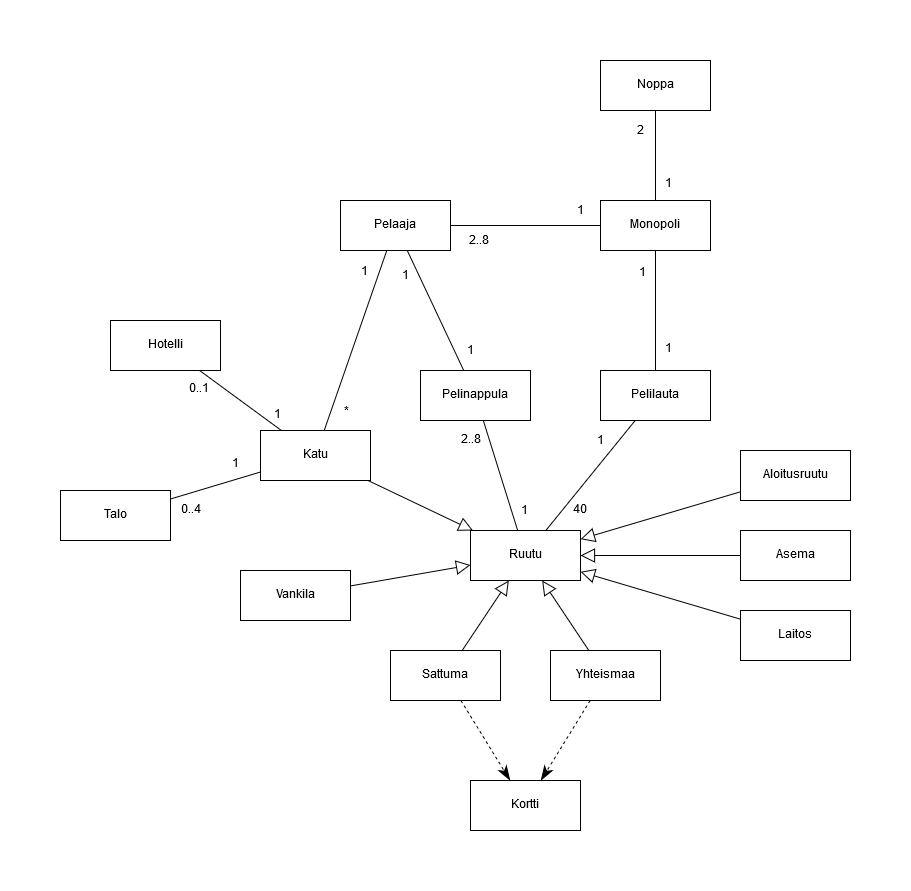 Noppa
2
1
Pelaaja
1
Monopoli
2..8
1
1
1
Hotelli
1
1
0..1
Pelinappula
Pelilauta
1
*
Katu
2..8
1
1
Aloitusruutu
Talo
0..4
1
40
Ruutu
Asema
Vankila
Laitos
Sattuma
Yhteismaa
Kortti